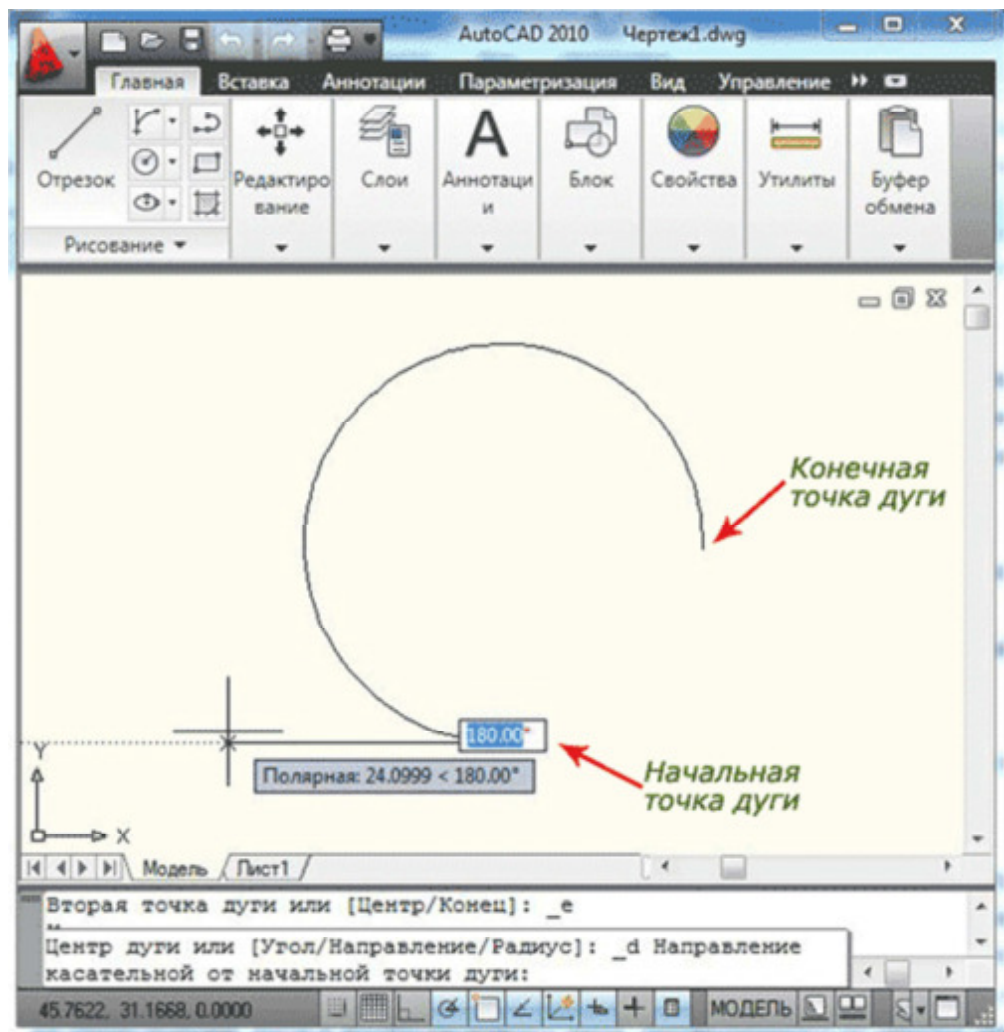 AutoCAD 2010 Чертеж1.dwg
Главная Вставка Аннотации Параметризация Вид Управление
Отрезок
Редактиро
вание
Слои
Аннотаци
и
Блок
Свойства
Утилиты
Буфер
обмена
Рисование
Конечная
точка дуги
180.00°
Полярная: 24.0999 < 180.00°
Начальная
точка дуги
Y
X
Модель Лист1
Вторая точка дуги или [Центр/Конец]: _e
Центр дуги или [Угол/Направление/Радиус]: _d Направление
касательной от начальной точки дуги:
45.7622, 31.1668, 0.0000 МОДЕЛЬ